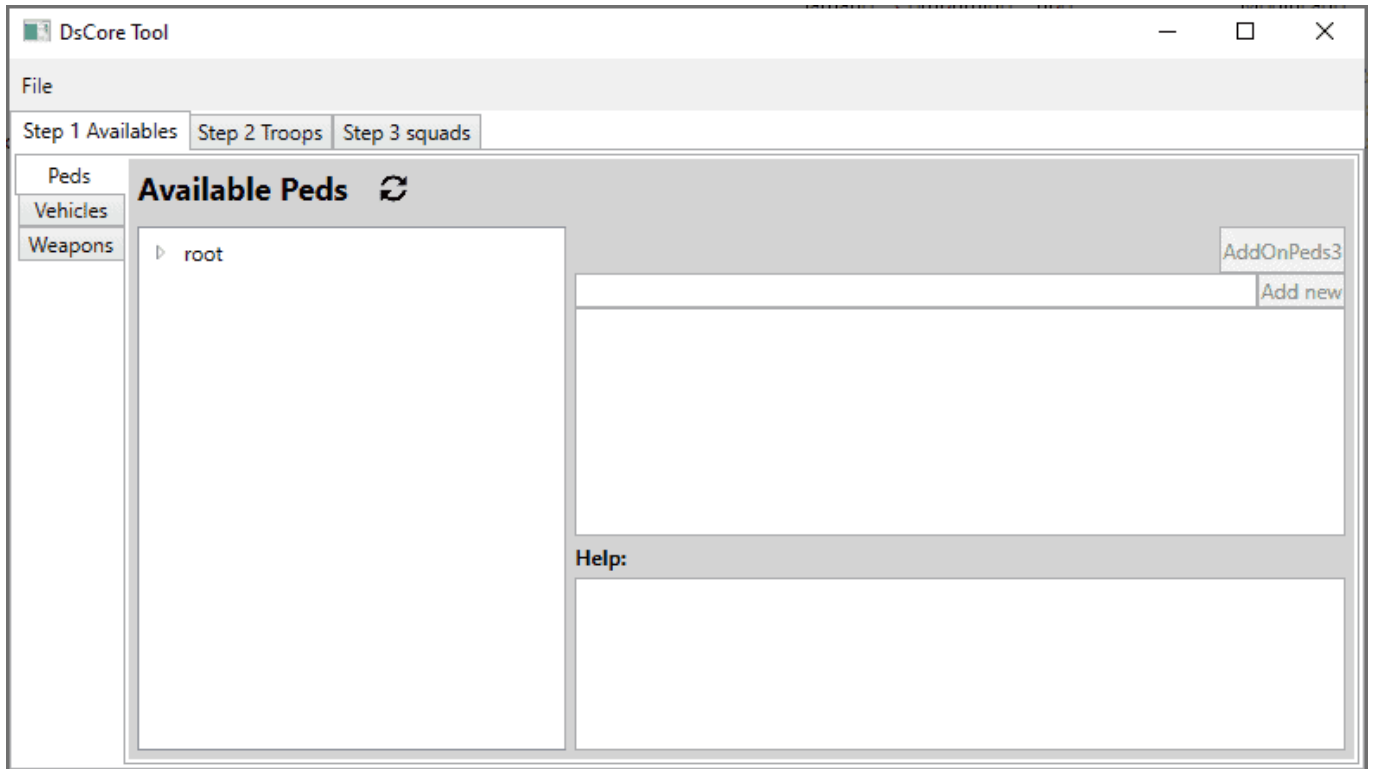 DsCore Tool
File
Step 1 Availables Step 2 Troops Step 3 squads
Peds
Vehicles
Weapons
Available Peds
root
AddOnPeds3
Add new
Help: